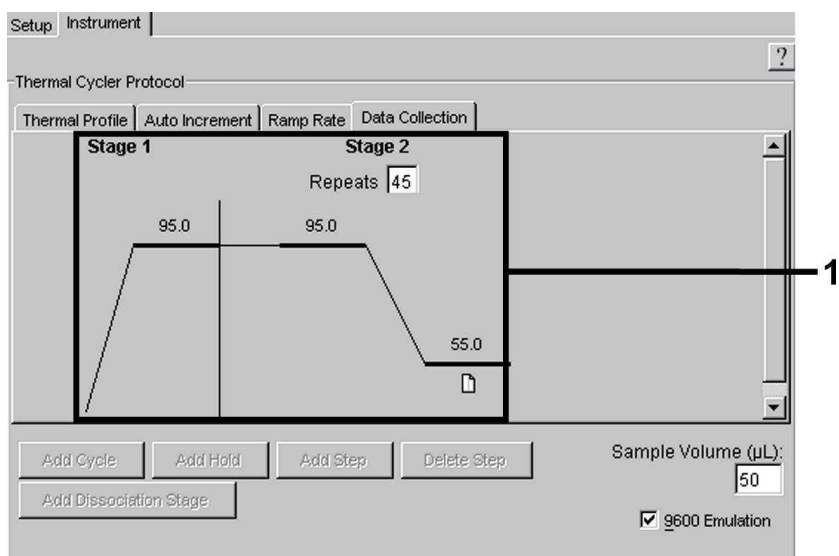 Setup Instrument
?
Thermal Cycler Protocol
Thermal Profile Auto Increment Ramp Rate Data Collection
Stage 1 Stage 2
Repeats 45
95.0 95.0
1
55.0
Add Cycle Add Hold Add Step Delete Step
Sample Volume (µL):
50
Add Dissociation Stage
9600 Emulation